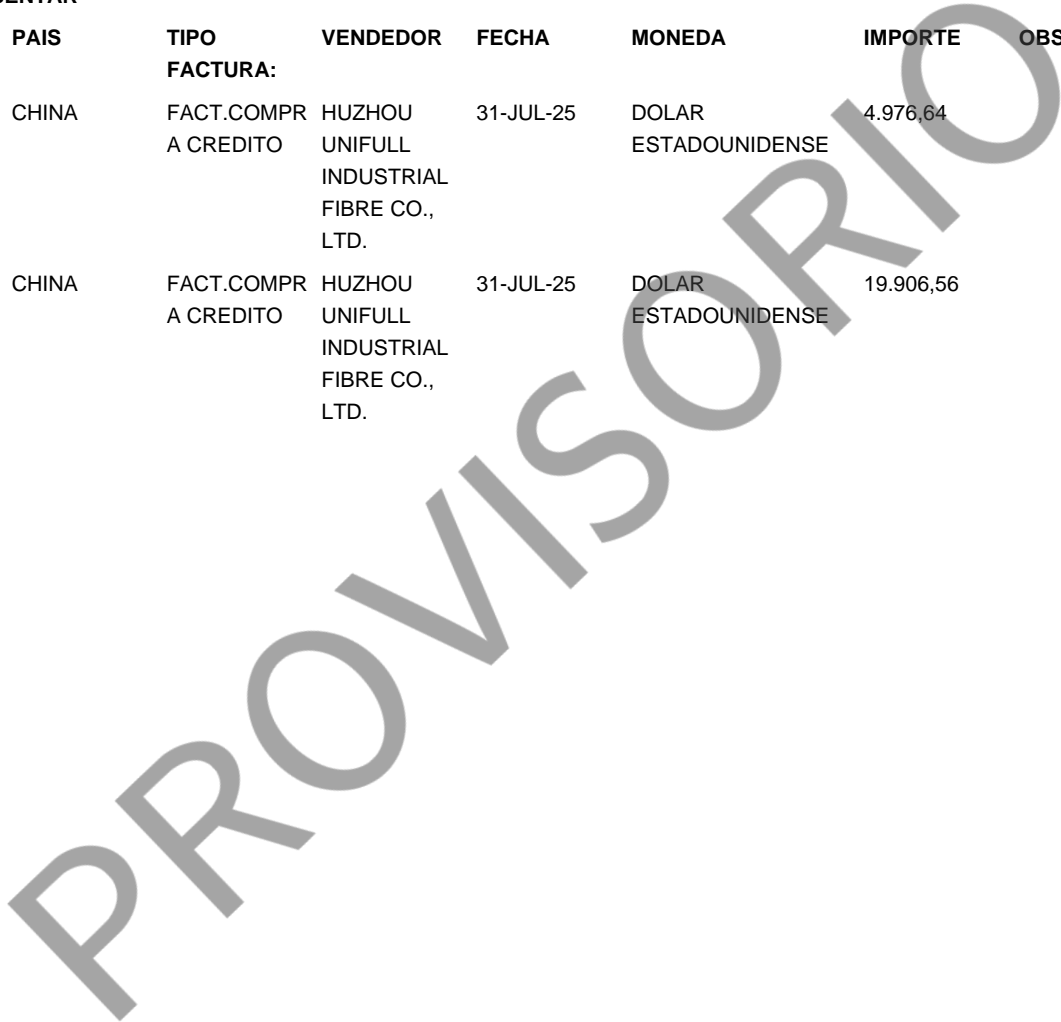 PAIS TIPO FACTURA: VENDEDOR FECHA MONEDA IMPORTE OBS
CHINA FACT.COMPR HUZHOU 31-JUL-25 DOLAR 4.976,64
A CREDITO UNIFULL ESTADOUNIDENSE
INDUSTRIAL
FIBRE CO.,
LTD.
CHINA FACT.COMPR HUZHOU 31-JUL-25 DOLAR 19.906,56
A CREDITO UNIFULL ESTADOUNIDENSE
INDUSTRIAL
FIBRE CO.,
LTD.
PROVISORIO